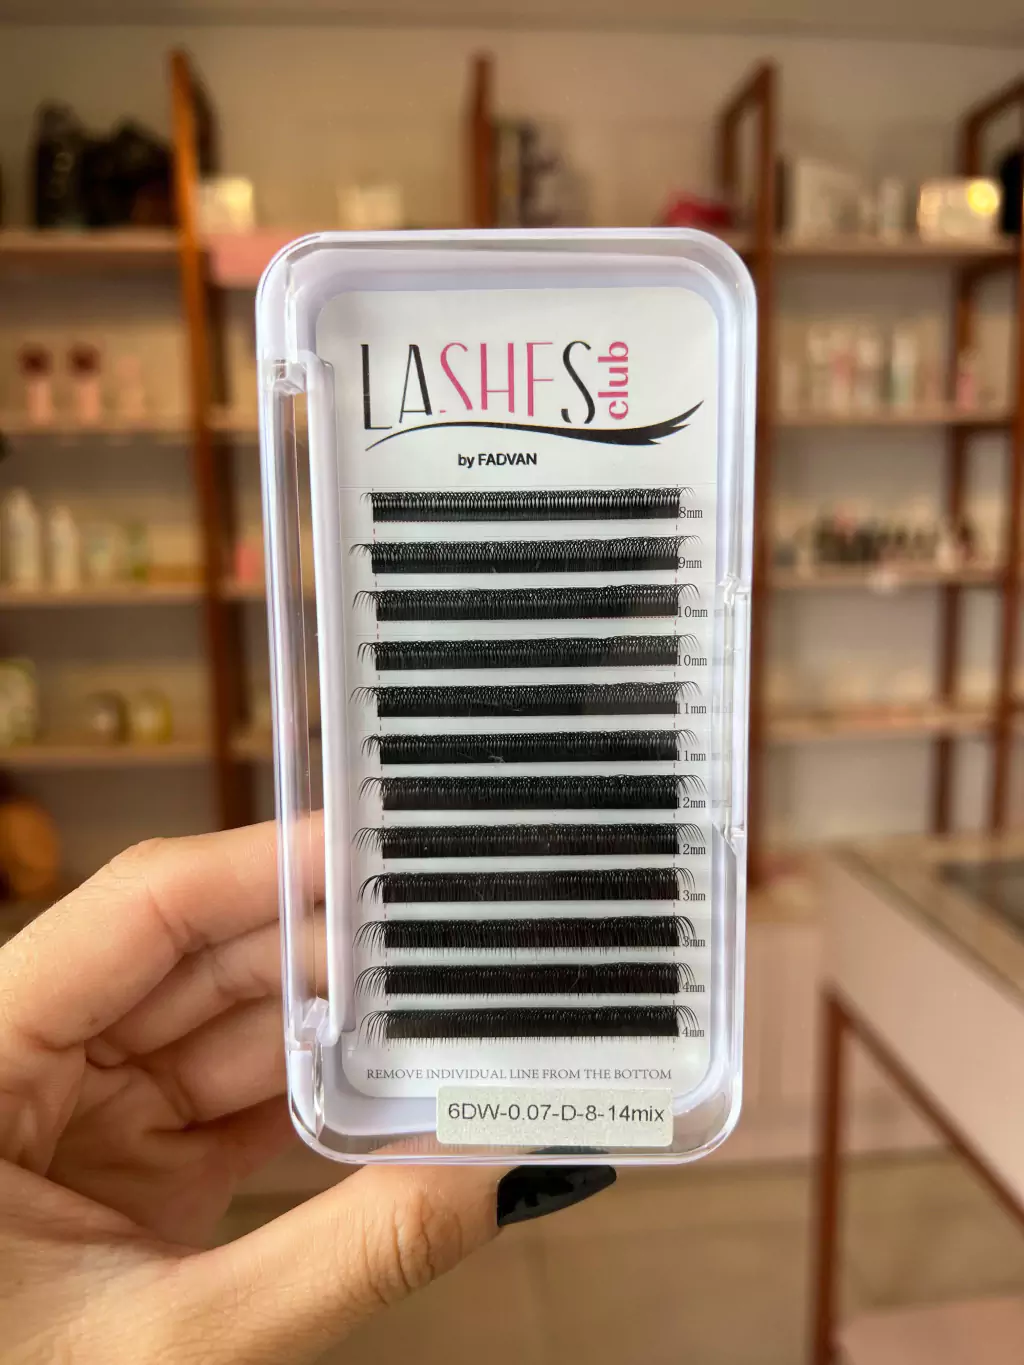 LASHES club
by FADVAN
8mm
9mm
10mm
10mm
11mm
11mm
12mm
12mm
13mm
13mm
14mm
14mm
REMOVE INDIVIDUAL LINE FROM THE BOTTOM
6DW-0.07-D-8-14mix